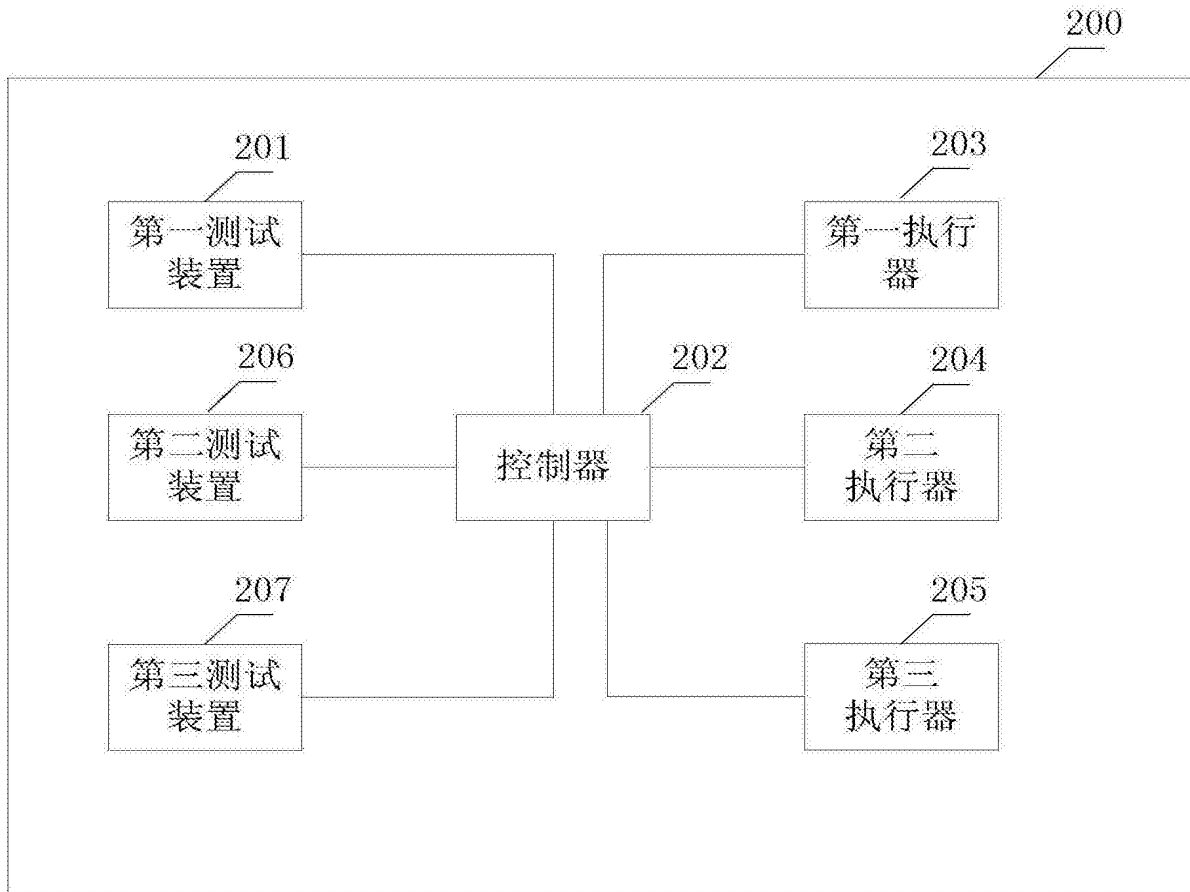 200
201
第一测试
装置
203
第一执行
器
206
第二测试
装置
202
控制器
204
第二
执行器
207
第三测试
装置
205
第三
执行器